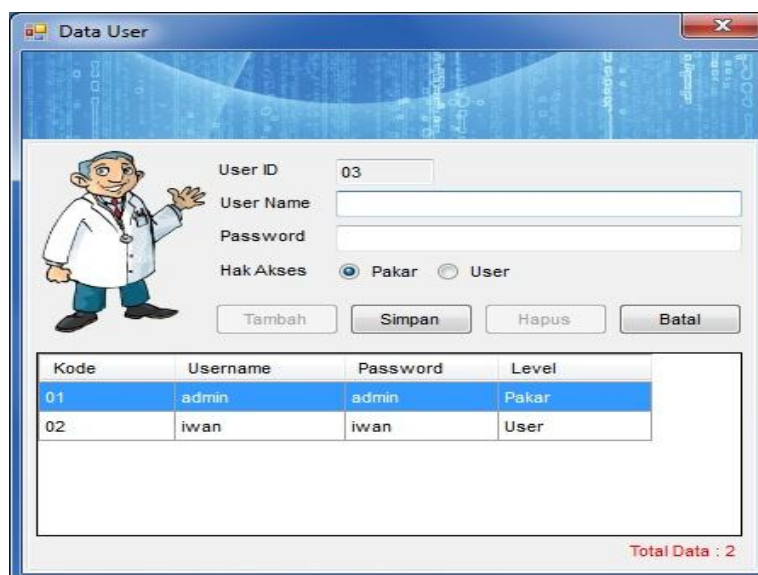 Data User
User ID 03
User Name
Password
Hak Akses Pakar User
Tambah Simpan Hapus Batal
Kode Username Password Level
01 admin admin Pakar
02 iwan iwan User
Total Data : 2